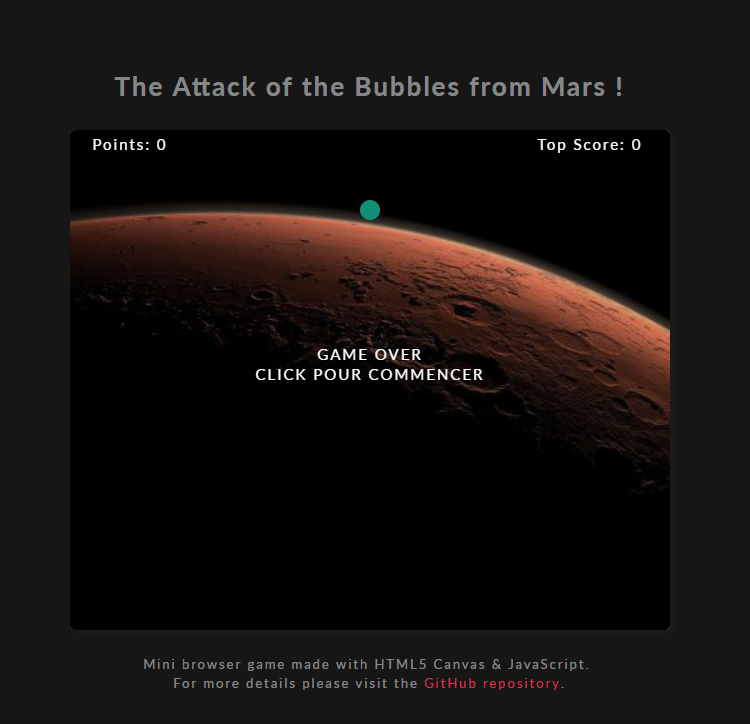 The Attack of the Bubbles from Mars !
Points: 0 Top Score: 0
GAME OVER
CLICK POUR COMMENCER
Mini browser game made with HTML5 Canvas & JavaScript.
For more details please visit the GitHub repository.